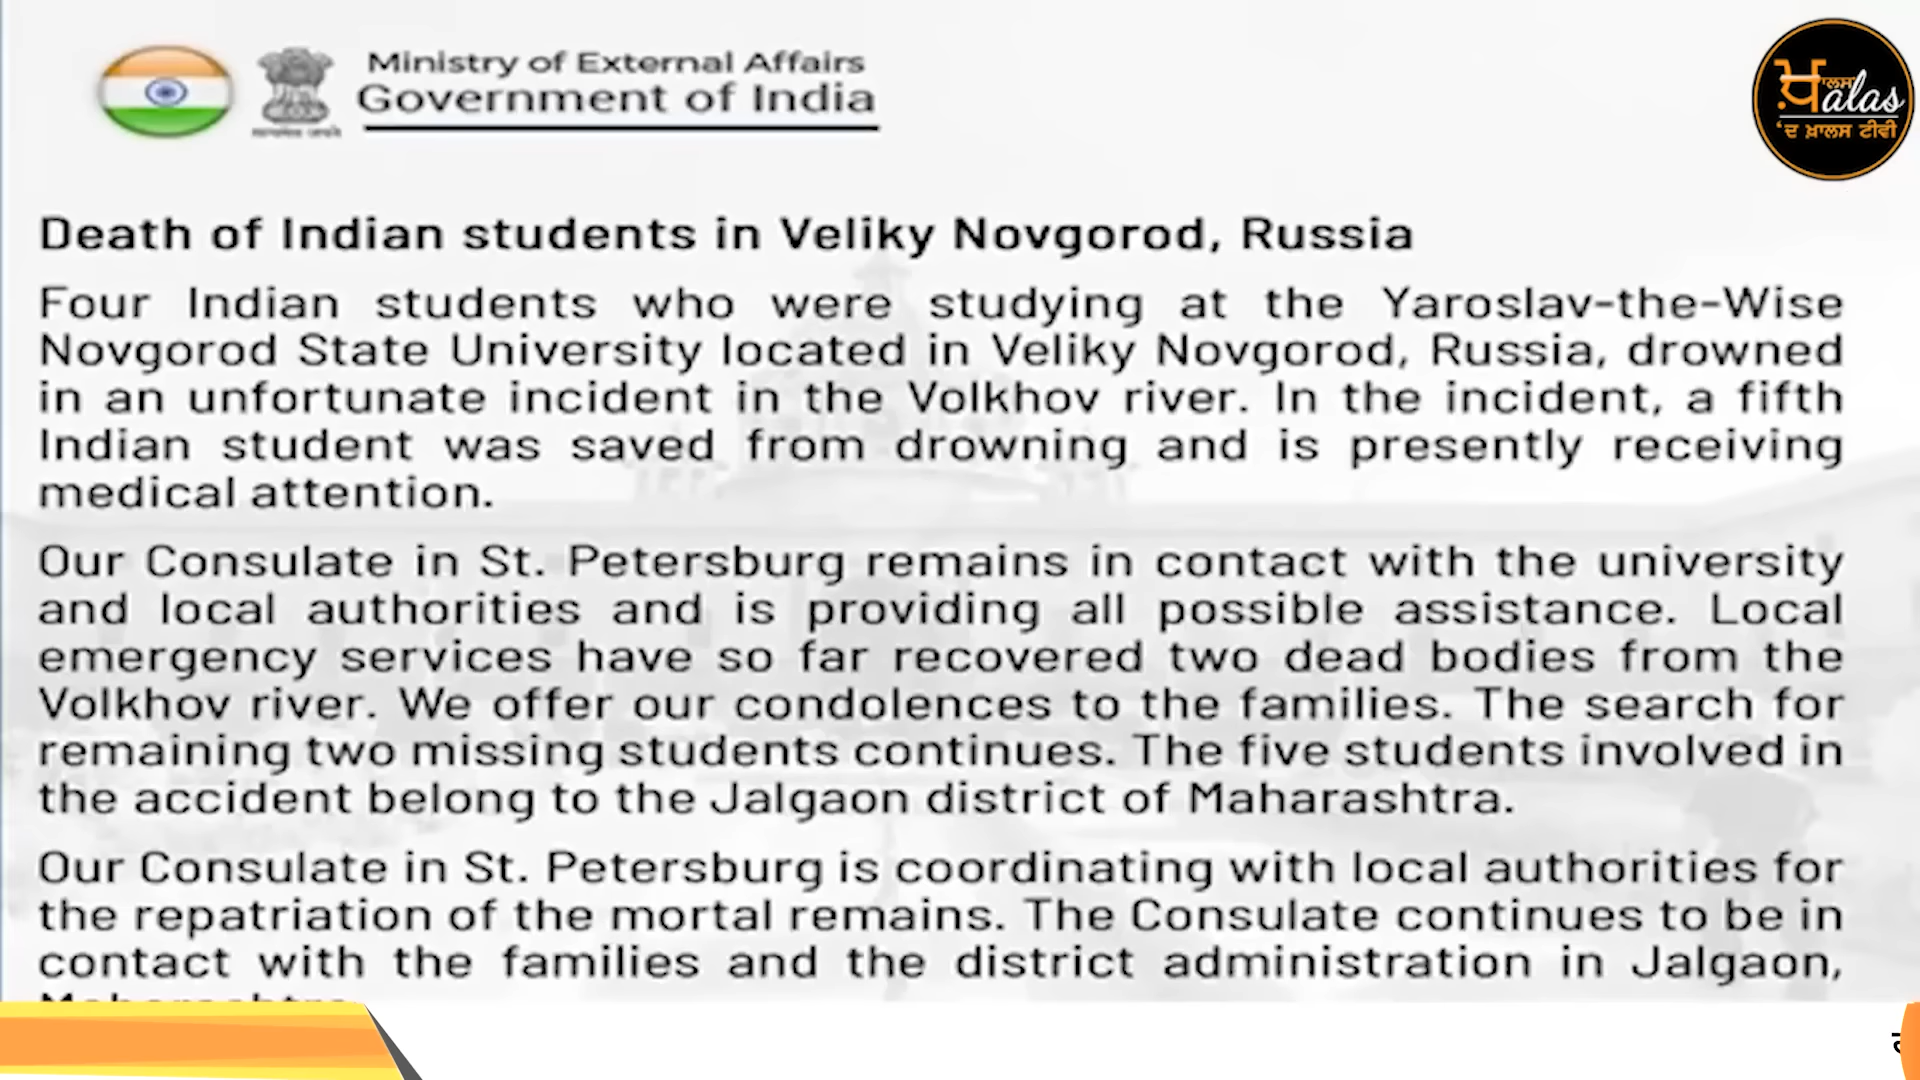 Ministry of External Affairs
Government of India
ਖ਼ਾਲਸ
alas
'ਦ ਖ਼ਾਲਸ ਟੀਵੀ
Death of Indian students in Veliky Novgorod, Russia
Four Indian students who were studying at the Yaroslav-the-Wise
Novgorod State University located in Veliky Novgorod, Russia, drowned
in an unfortunate incident in the Volkhov river. In the incident, a fifth
Indian student was saved from drowning and is presently receiving
medical attention.
Our Consulate in St. Petersburg remains in contact with the university
and local authorities and is providing all possible assistance. Local
emergency services have so far recovered two dead bodies from the
Volkhov river. We offer our condolences to the families. The search for
remaining two missing students continues. The five students involved in
the accident belong to the Jalgaon district of Maharashtra.
Our Consulate in St. Petersburg is coordinating with local authorities for
the repatriation of the mortal remains. The Consulate continues to be in
contact with the families and the district administration in Jalgaon,